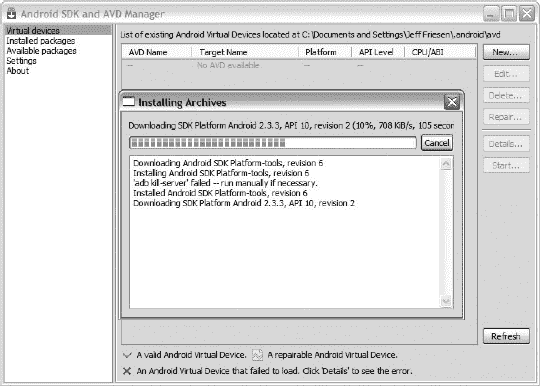 Android SDK and AVD Manager
Virtual devices
Installed packages
Available packages
Settings
About
List of existing Android Virtual Devices located at C:\Documents and Settings\Jeff Friesen\.android\avd
AVD Name Target Name Platform API Level CPU/ABI
-- No AVD available -- --
New...
Edit...
Delete...
Repair...
Details...
Start...
Installing Archives
Downloading SDK Platform Android 2.3.3, API 10, revision 2 (10%, 708 KiB/s, 105 secor
Cancel
Downloading Android SDK Platform-tools, revision 6
Installing Android SDK Platform-tools, revision 6
'adb kill-server' failed -- run manually if necessary.
Installed Android SDK Platform-tools, revision 6
Downloading SDK Platform Android 2.3.3, API 10, revision 2
Refresh
A valid Android Virtual Device. A repairable Android Virtual Device.
An Android Virtual Device that failed to load. Click 'Details' to see the error.